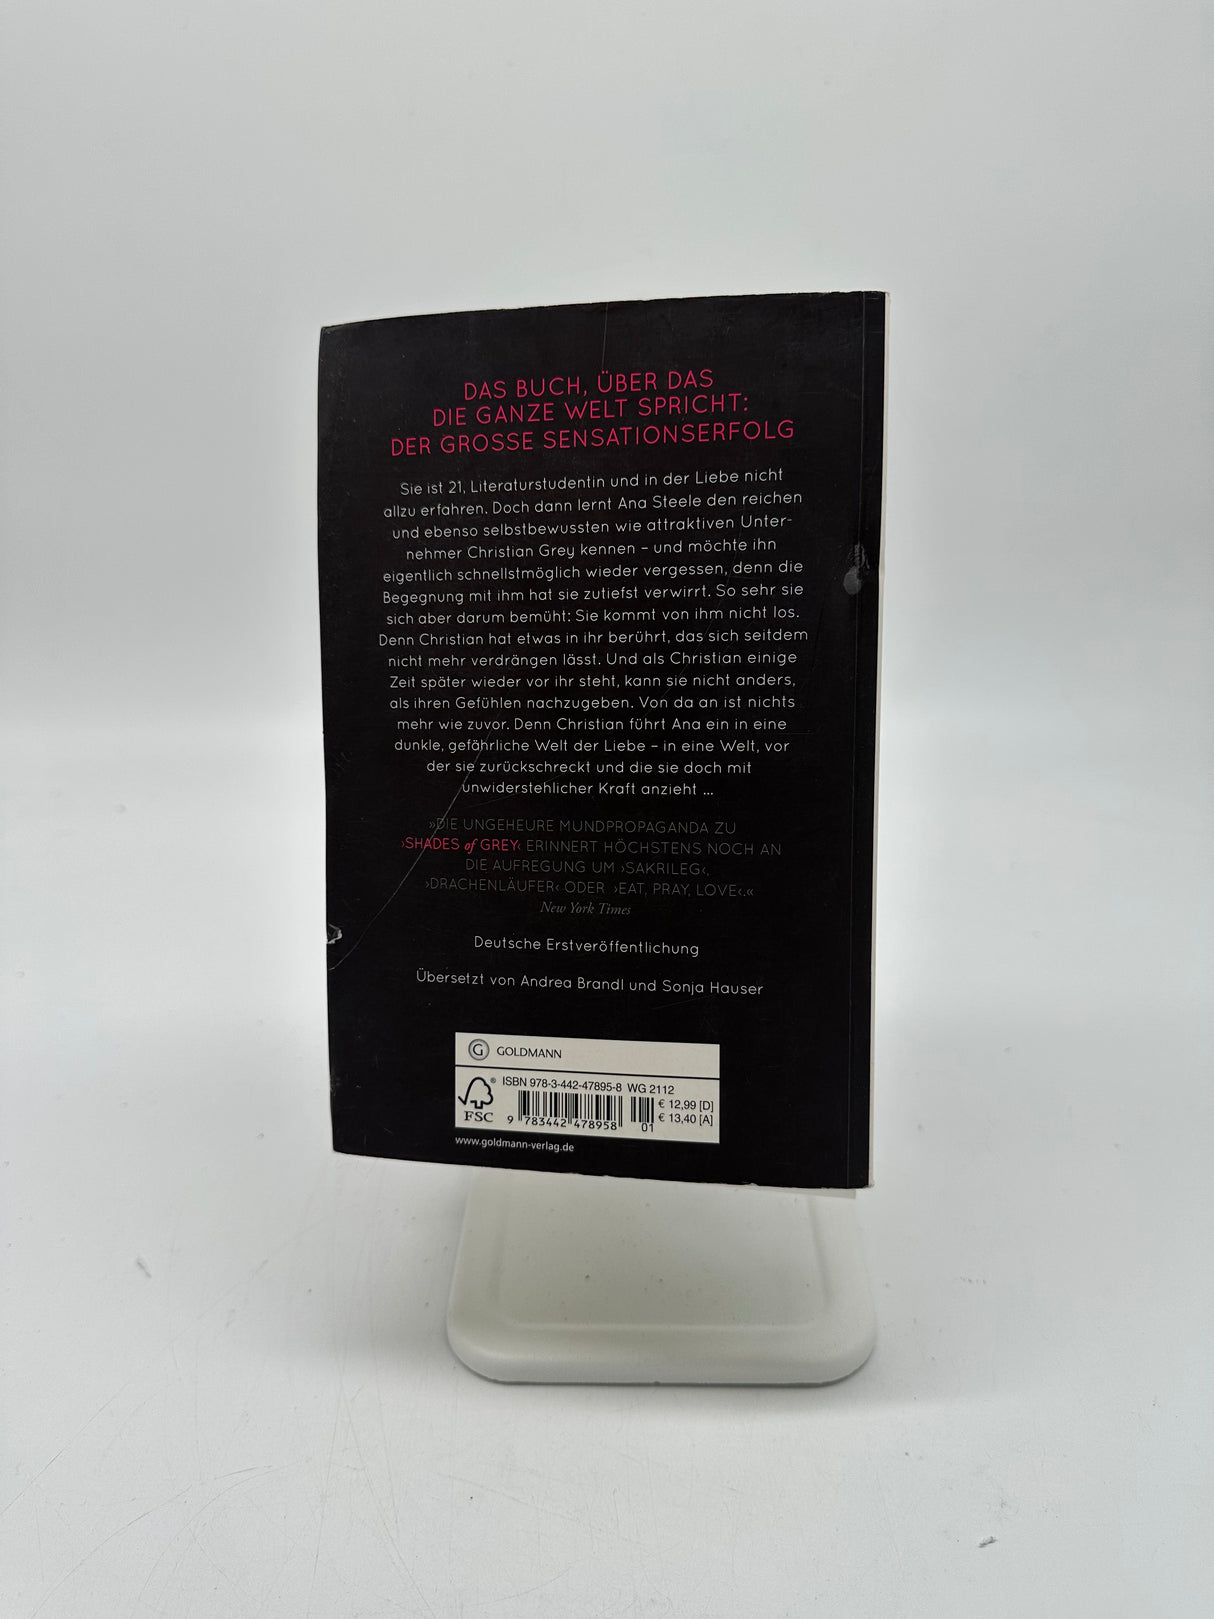 DAS BUCH, ÜBER DAS
DIE GANZE WELT SPRICHT:
DER GROSSE SENSATIONSERFOLG
Sie ist 21, Literaturstudentin und in der Liebe nicht
allzu erfahren. Doch dann lernt Ana Steele den reichen
und ebenso selbstbewussten wie attraktiven Unter-
nehmer Christian Grey kennen – und möchte ihn
eigentlich schnellstmöglich wieder vergessen, denn die
Begegnung mit ihm hat sie zutiefst verwirrt. So sehr sie
sich aber darum bemüht: Sie kommt von ihm nicht los.
Denn Christian hat etwas in ihr berührt, das sich seitdem
nicht mehr verdrängen lässt. Und als Christian einige
Zeit später wieder vor ihr steht, kann sie nicht anders,
als ihren Gefühlen nachzugeben. Von da an ist nichts
mehr wie zuvor. Denn Christian führt Ana ein in eine
dunkle, gefährliche Welt der Liebe – in eine Welt, vor
der sie zurückschreckt und die sie doch mit
unwiderstehlicher Kraft anzieht ...
»DIE UNGEHEURE MUNDPROPAGANDA ZU
›SHADES of GREY‹ ERINNERT HÖCHSTENS NOCH AN
DIE AUFREGUNG UM ›SAKRILEG‹,
›DRACHENLÄUFER‹ ODER ›EAT, PRAY, LOVE‹.«
New York Times
Deutsche Erstveröffentlichung
Übersetzt von Andrea Brandl und Sonja Hauser
G GOLDMANN
ISBN 978-3-442-47895-8 WG 2112
€ 12,99 [D]
€ 13,40 [A]
FSC ®
9 783442 478958 01
www.goldmann-verlag.de